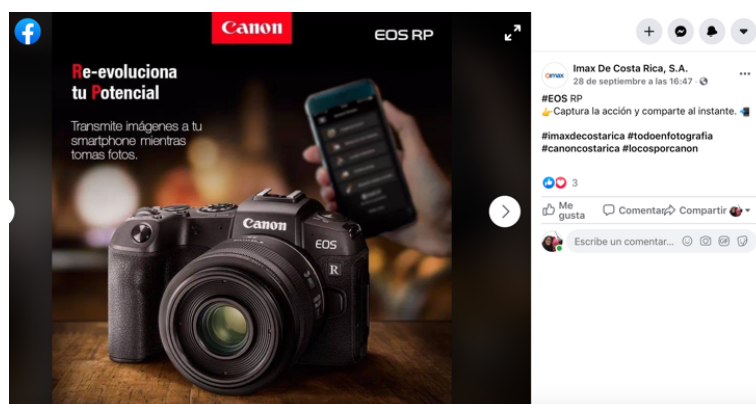 Canon
EOS RP
Re-evoluciona
tu Potencial
Transmite imágenes a tu
smartphone mientras
tomas fotos.
Canon
EOS
R
Imax De Costa Rica, S.A.
28 de septiembre a las 16:47 ·
#EOS RP
Captura la acción y comparte al instante.
#imaxdecostarica #todoenfotografia
#canoncostarica #locosporcanon
3
Me gusta
Comentar
Compartir
Escribe un comentar...
GIF